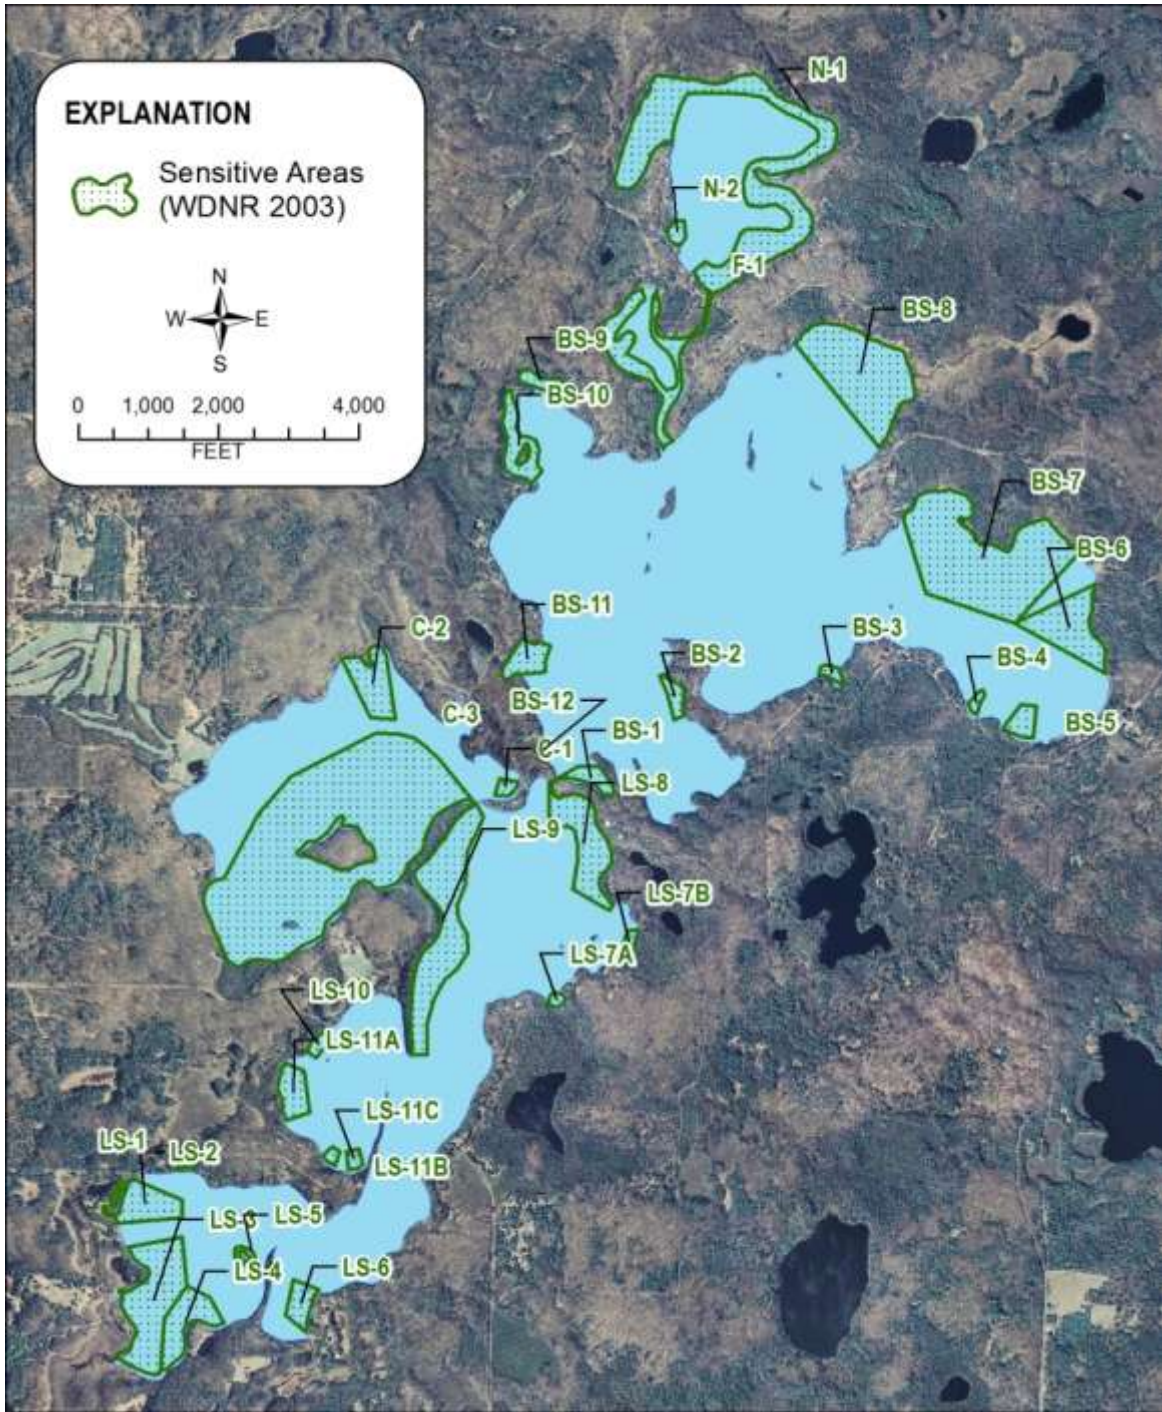 EXPLANATION
Sensitive Areas
(WDNR 2003)
N
W E
S
0 1,000 2,000 4,000
FEET
N-1
N-2
F-1
BS-8
BS-9
BS-10
BS-7
BS-6
BS-11
C-2
BS-3
BS-2
BS-4
BS-12
C-3
BS-1
BS-5
C-1
LS-8
LS-9
LS-7B
LS-7A
LS-10
LS-11A
LS-11C
LS-1
LS-2
LS-11B
LS-3
LS-5
LS-4
LS-6